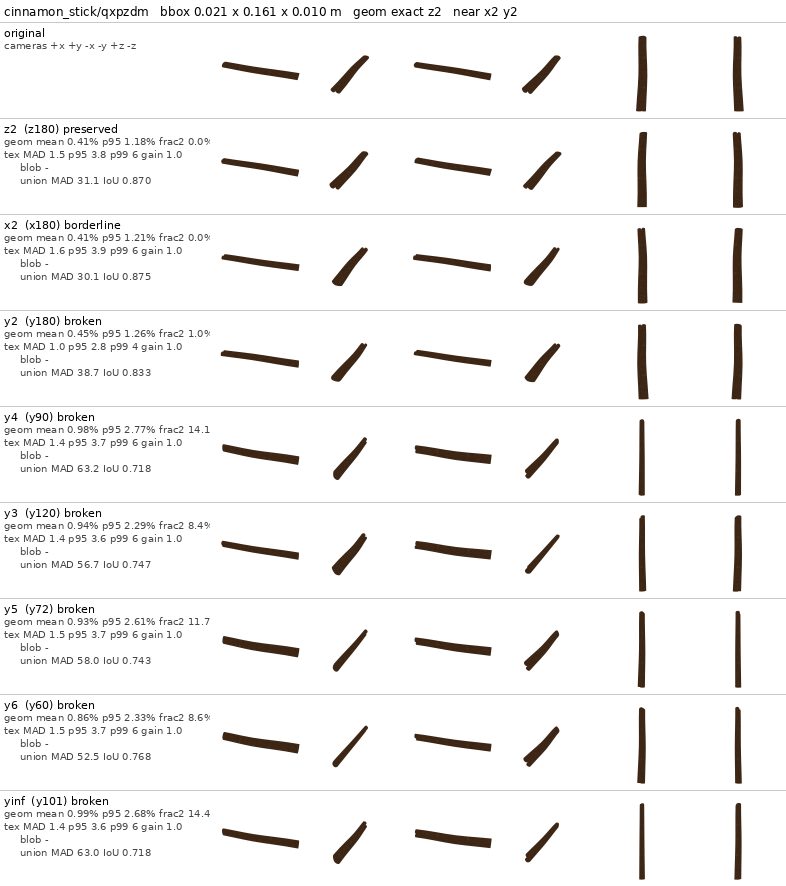 cinnamon_stick/qxpzdm   bbox 0.021 x 0.161 x 0.010 m   geom exact z2   near x2 y2
original
cameras +x +y -x -y +z -z
z2  (z180) preserved
geom mean 0.41% p95 1.18% frac2 0.0%
tex MAD 1.5 p95 3.8 p99 6 gain 1.0
blob -
union MAD 31.1 IoU 0.870
x2  (x180) borderline
geom mean 0.41% p95 1.21% frac2 0.0%
tex MAD 1.6 p95 3.9 p99 6 gain 1.0
blob -
union MAD 30.1 IoU 0.875
y2  (y180) broken
geom mean 0.45% p95 1.26% frac2 1.0%
tex MAD 1.0 p95 2.8 p99 4 gain 1.0
blob -
union MAD 38.7 IoU 0.833
y4  (y90) broken
geom mean 0.98% p95 2.77% frac2 14.1
tex MAD 1.4 p95 3.7 p99 6 gain 1.0
blob -
union MAD 63.2 IoU 0.718
y3  (y120) broken
geom mean 0.94% p95 2.29% frac2 8.4%
tex MAD 1.4 p95 3.6 p99 6 gain 1.0
blob -
union MAD 56.7 IoU 0.747
y5  (y72) broken
geom mean 0.93% p95 2.61% frac2 11.7
tex MAD 1.5 p95 3.7 p99 6 gain 1.0
blob -
union MAD 58.0 IoU 0.743
y6  (y60) broken
geom mean 0.86% p95 2.33% frac2 8.6%
tex MAD 1.5 p95 3.7 p99 6 gain 1.0
blob -
union MAD 52.5 IoU 0.768
yinf  (y101) broken
geom mean 0.99% p95 2.68% frac2 14.4
tex MAD 1.4 p95 3.6 p99 6 gain 1.0
blob -
union MAD 63.0 IoU 0.718